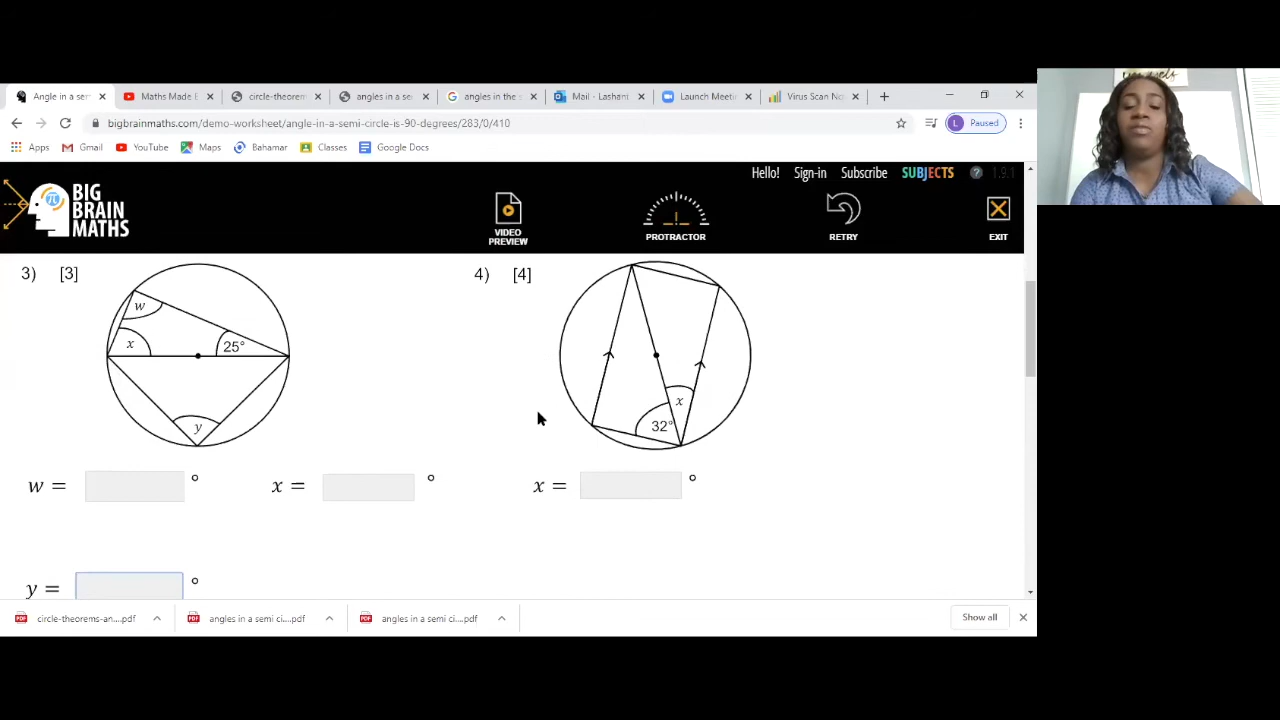 Angle in a sem
Maths Made E
circle-theorem
angles in a se
angles in the s
Mail - Lashani
Launch Meeti
Virus Scan No
bigbrainmaths.com/demo-worksheet/angle-in-a-semi-circle-is-90-degrees/283/0/410
L Paused
Apps Gmail YouTube Maps Bahamar Classes Google Docs
Hello! Sign-in Subscribe SUBJECTS ? 1.9.1
π BIG BRAIN MATHS
VIDEO PREVIEW
PROTRACTOR
RETRY
EXIT
3) [3]
w
x
25°
y
4) [4]
x
32°
w = °
x = °
x = °
y = °
circle-theorems-an....pdf
angles in a semi ci....pdf
angles in a semi ci....pdf
Show all